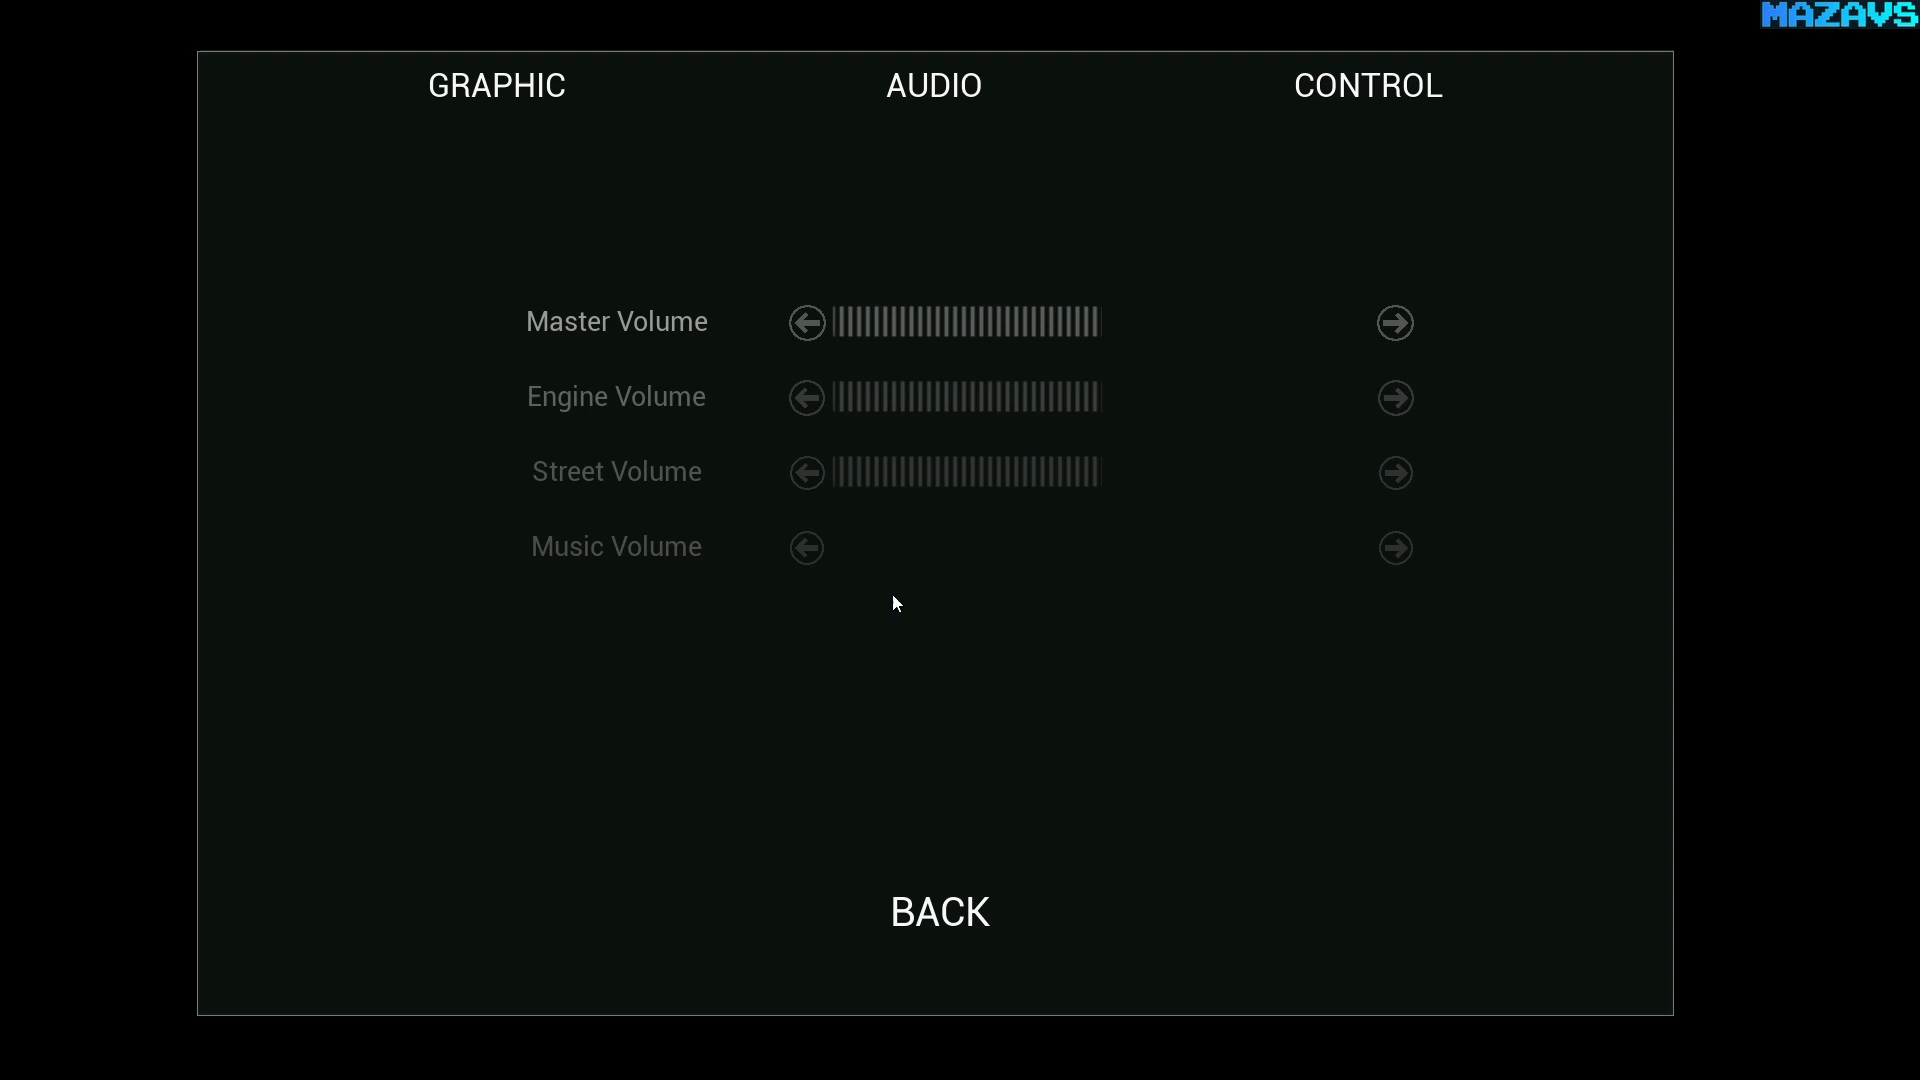 MAZAVS
GRAPHIC AUDIO CONTROL
Master Volume
Engine Volume
Street Volume
Music Volume
BACK